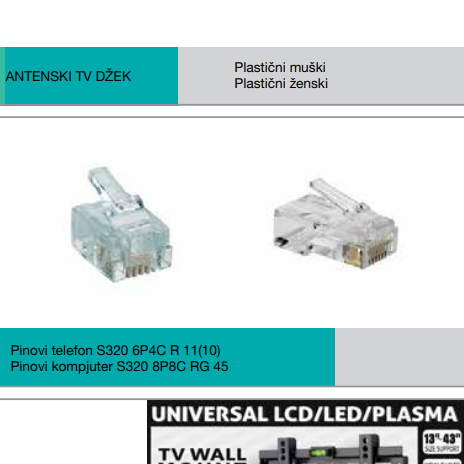 ANTENSKI TV DŽEK
Plastični muški
Plastični ženski
Pinovi telefon S320 6P4C R 11(10)
Pinovi kompjuter S320 8P8C RG 45
UNIVERSAL LCD/LED/PLASMA
13"-43"
SIZE SUPPORT
TV WALL